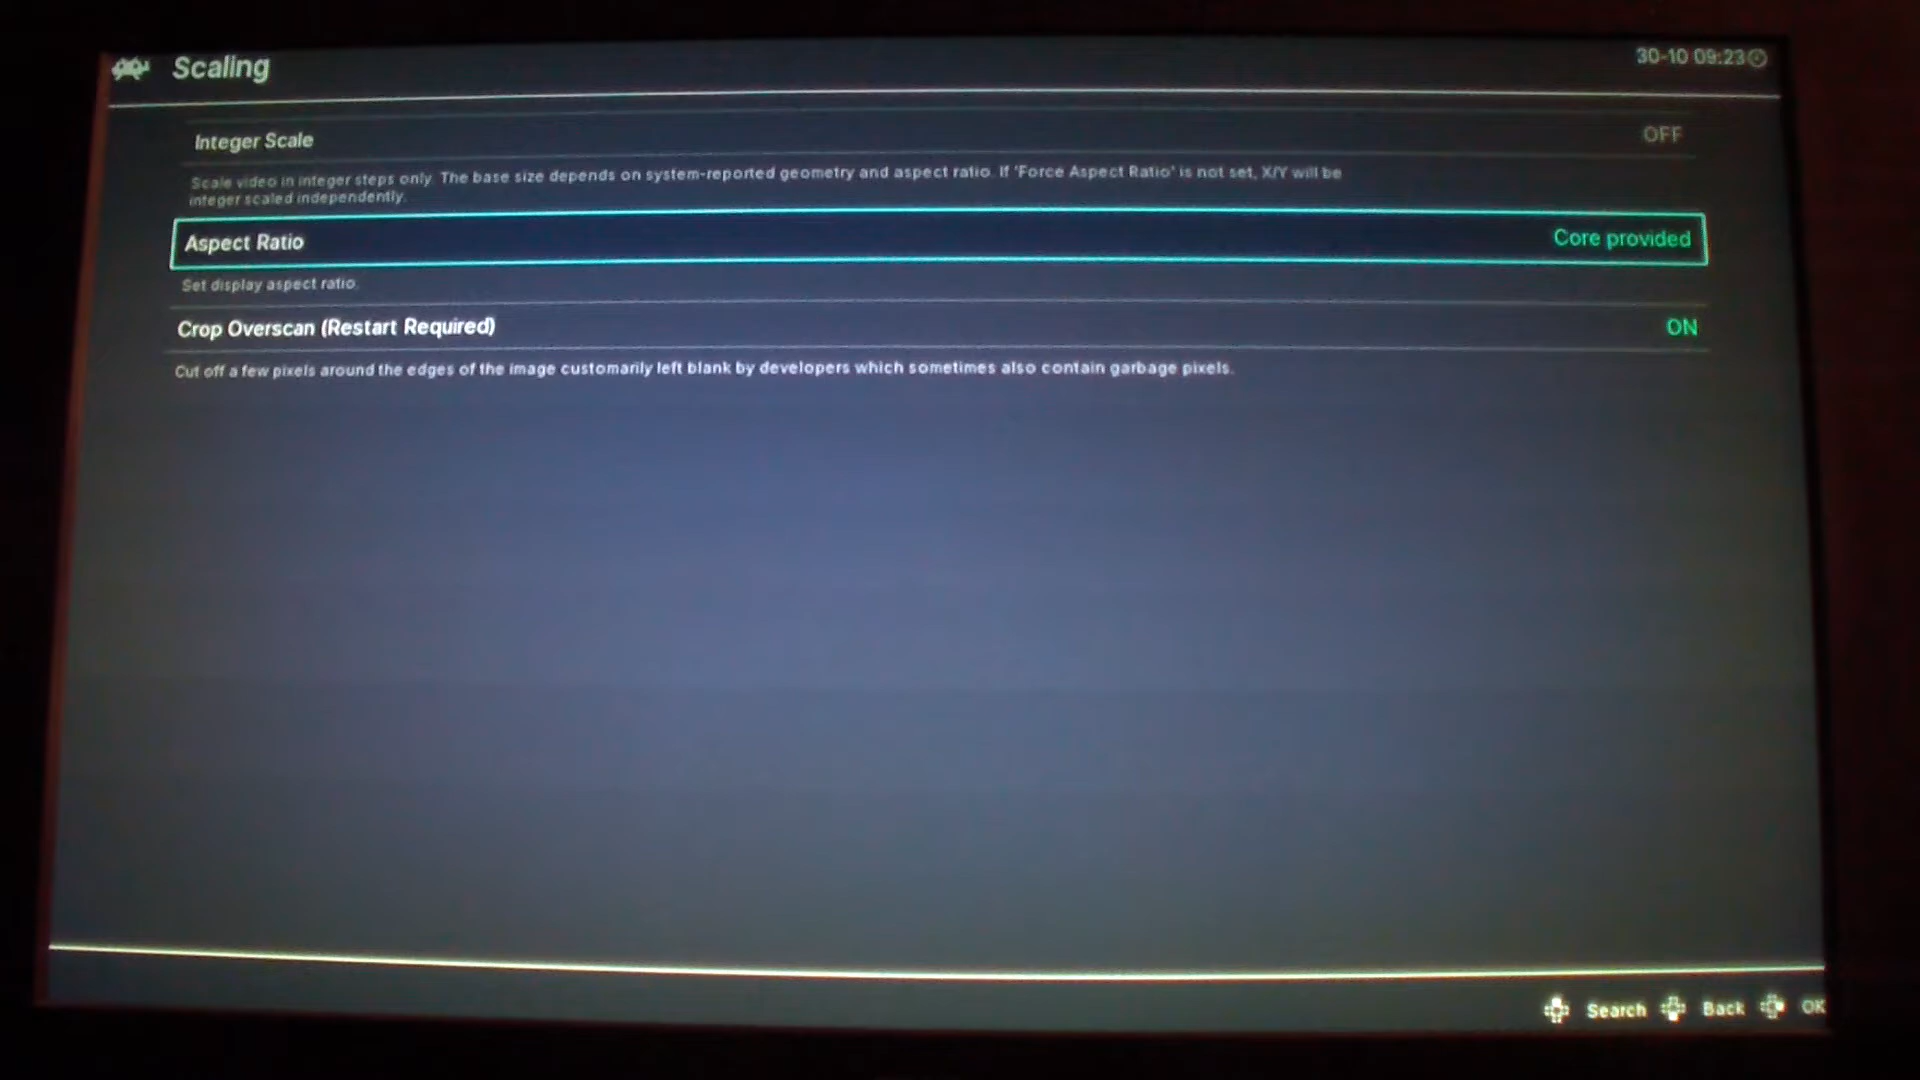 Scaling
30-10 09:23
Integer Scale
OFF
Scale video in integer steps only. The base size depends on system-reported geometry and aspect ratio. If 'Force Aspect Ratio' is not set, X/Y will be
integer scaled independently.
Aspect Ratio
Core provided
Set display aspect ratio.
Crop Overscan (Restart Required)
ON
Cut off a few pixels around the edges of the image customarily left blank by developers which sometimes also contain garbage pixels.
Search Back OK